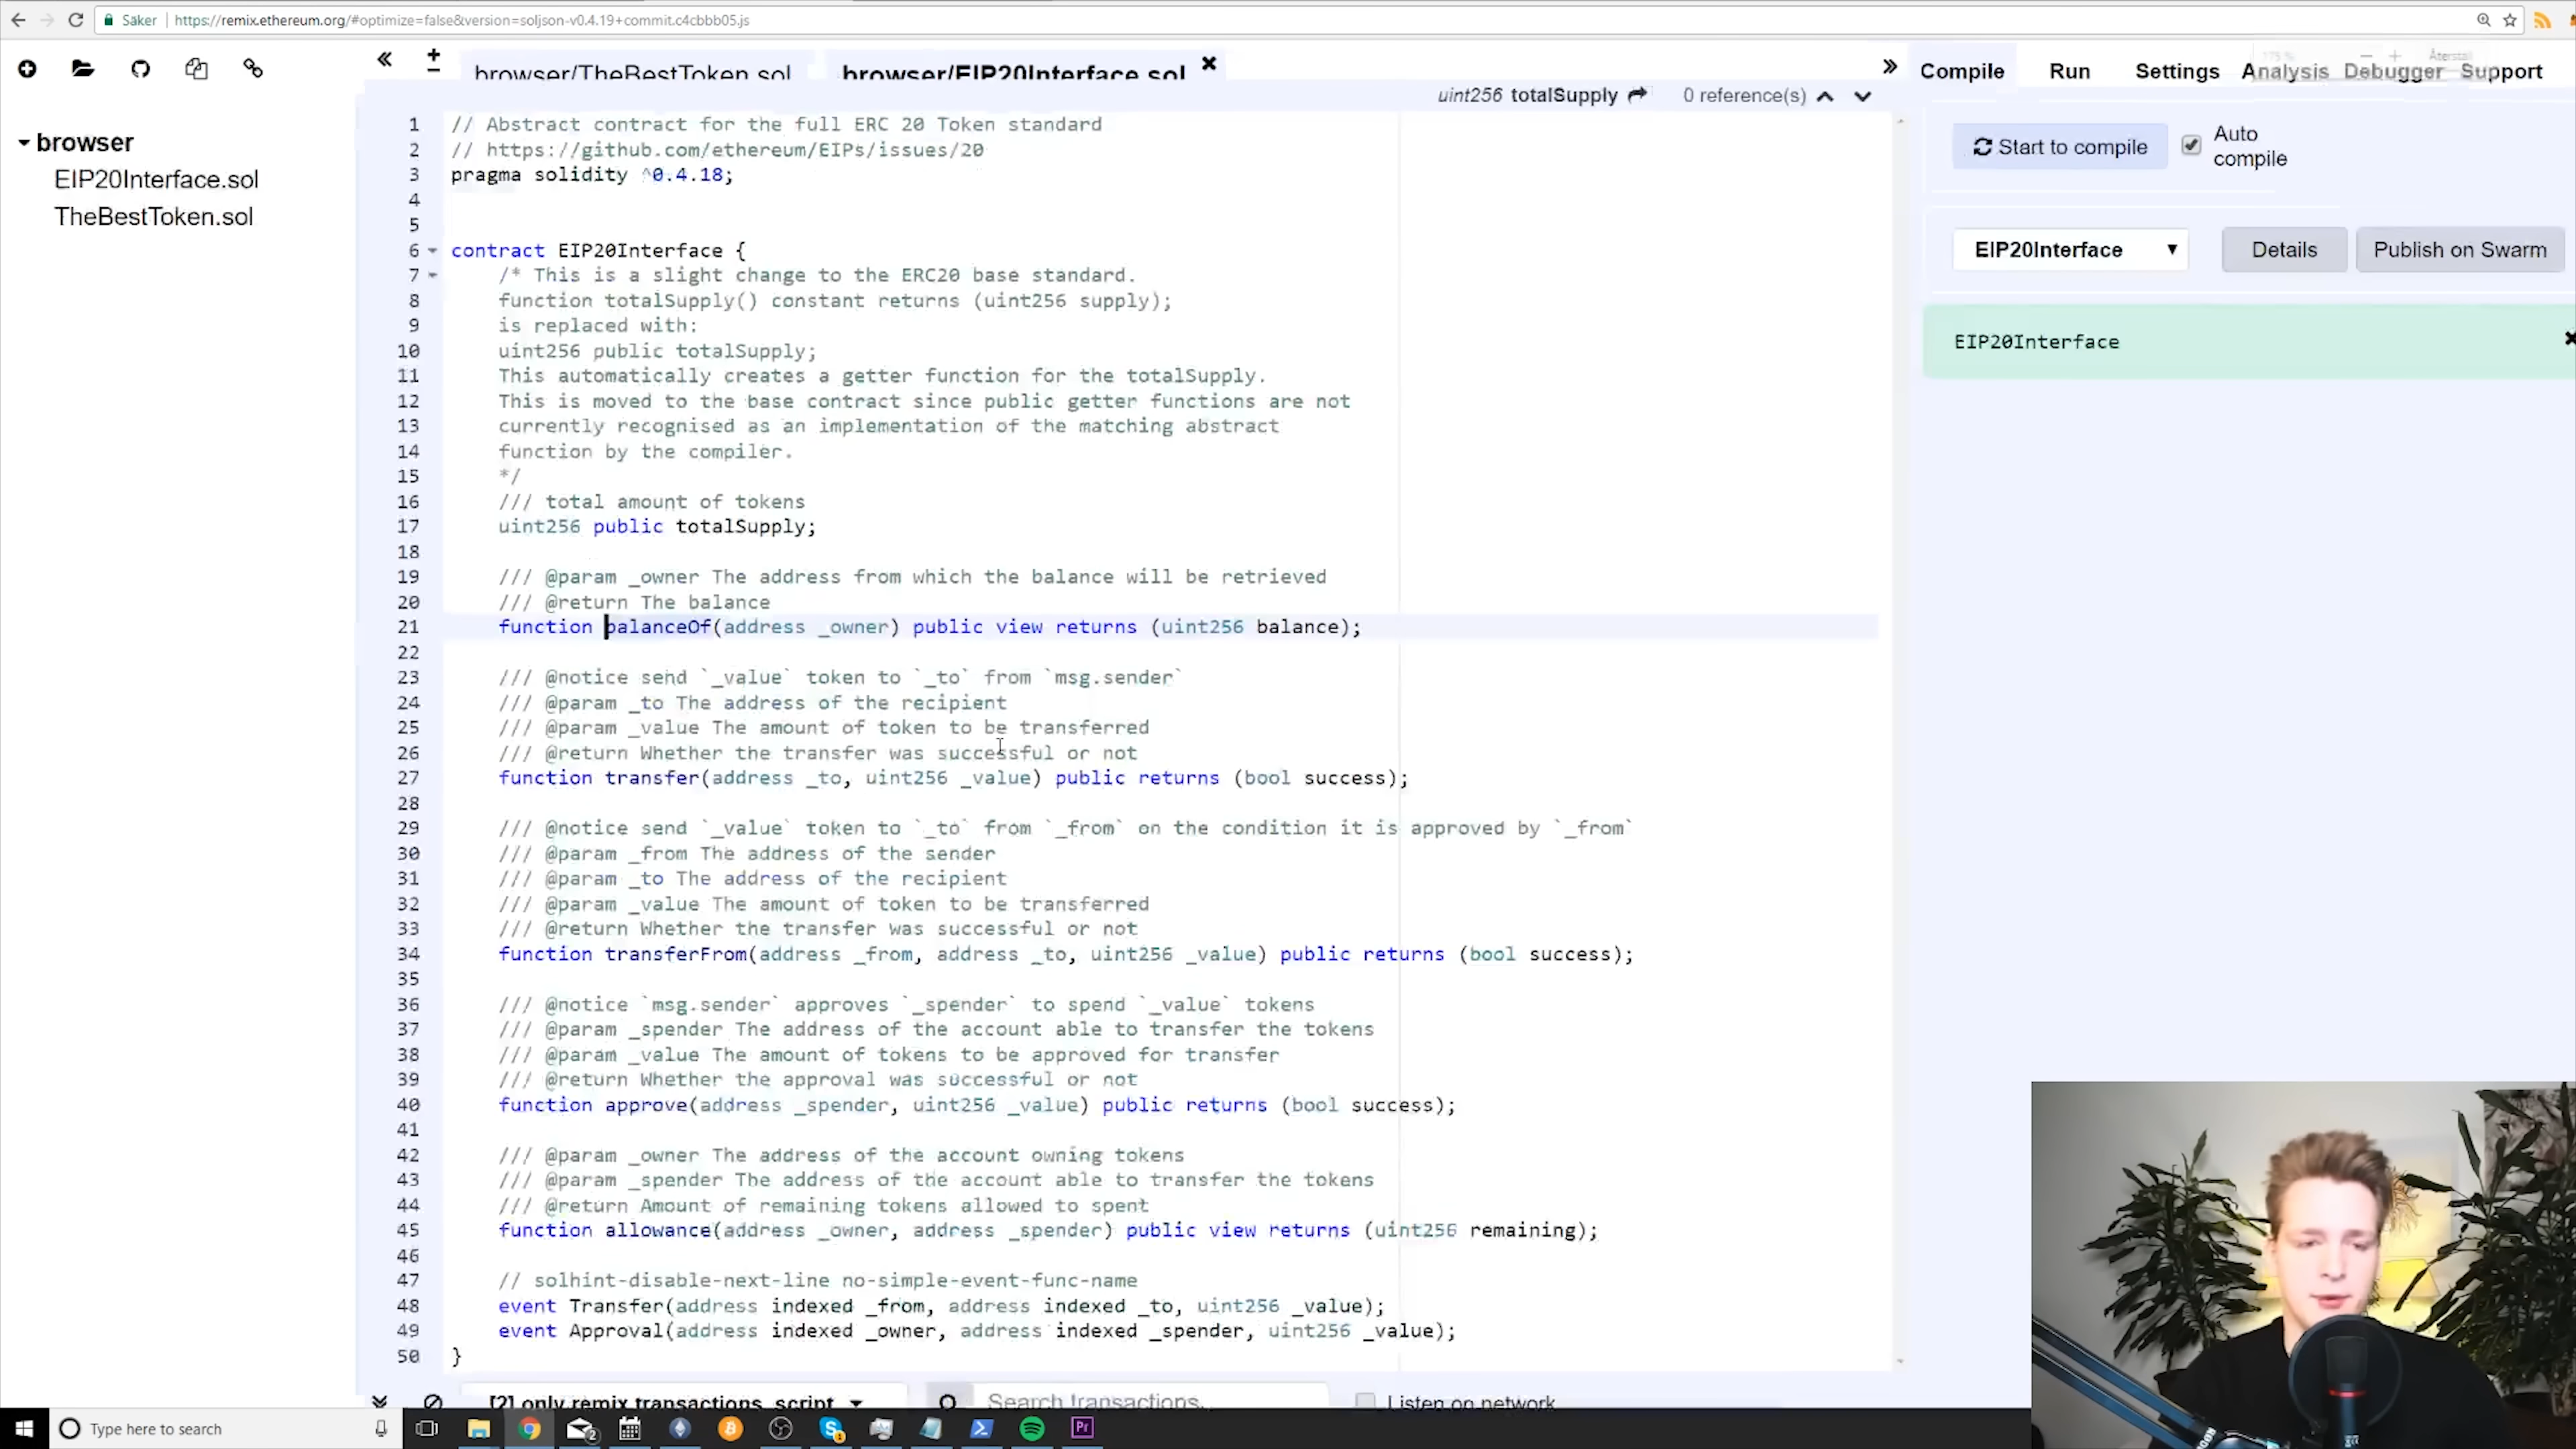 Säker
https://remix.ethereum.org/#optimize=false&version=soljson-v0.4.19+commit.c4cbbb05.js
browser/TheBestToken.sol
browser/EIP20Interface.sol
Compile
Run
Settings
Analysis
Debugger
Support
175 %
Återställ
uint256 totalSupply
0 reference(s)
browser
EIP20Interface.sol
TheBestToken.sol
1 // Abstract contract for the full ERC 20 Token standard
2 // https://github.com/ethereum/EIPs/issues/20
3 pragma solidity ^0.4.18;
4
5
6 contract EIP20Interface {
7 /* This is a slight change to the ERC20 base standard.
8 function totalSupply() constant returns (uint256 supply);
9 is replaced with:
10 uint256 public totalSupply;
11 This automatically creates a getter function for the totalSupply.
12 This is moved to the base contract since public getter functions are not
13 currently recognised as an implementation of the matching abstract
14 function by the compiler.
15 */
16 /// total amount of tokens
17 uint256 public totalSupply;
18
19 /// @param _owner The address from which the balance will be retrieved
20 /// @return The balance
21 function balanceOf(address _owner) public view returns (uint256 balance);
22
23 /// @notice send `_value` token to `_to` from `msg.sender`
24 /// @param _to The address of the recipient
25 /// @param _value The amount of token to be transferred
26 /// @return Whether the transfer was successful or not
27 function transfer(address _to, uint256 _value) public returns (bool success);
28
29 /// @notice send `_value` token to `_to` from `_from` on the condition it is approved by `_from`
30 /// @param _from The address of the sender
31 /// @param _to The address of the recipient
32 /// @param _value The amount of token to be transferred
33 /// @return Whether the transfer was successful or not
34 function transferFrom(address _from, address _to, uint256 _value) public returns (bool success);
35
36 /// @notice `msg.sender` approves `_spender` to spend `_value` tokens
37 /// @param _spender The address of the account able to transfer the tokens
38 /// @param _value The amount of tokens to be approved for transfer
39 /// @return Whether the approval was successful or not
40 function approve(address _spender, uint256 _value) public returns (bool success);
41
42 /// @param _owner The address of the account owning tokens
43 /// @param _spender The address of the account able to transfer the tokens
44 /// @return Amount of remaining tokens allowed to spent
45 function allowance(address _owner, address _spender) public view returns (uint256 remaining);
46
47 // solhint-disable-next-line no-simple-event-func-name
48 event Transfer(address indexed _from, address indexed _to, uint256 _value);
49 event Approval(address indexed _owner, address indexed _spender, uint256 _value);
50 }
Start to compile
Auto compile
EIP20Interface
Details
Publish on Swarm
EIP20Interface
[2] only remix transactions, script
Search transactions
Listen on network
Type here to search
2
Pr